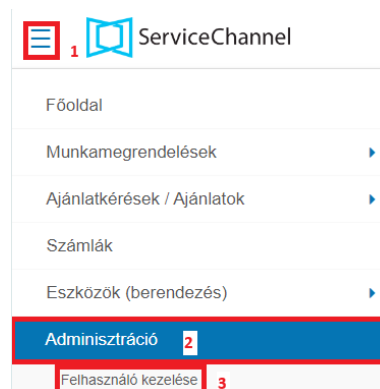 1 ServiceChannel
Főoldal
Munkamegrendelések
Ajánlatkérések / Ajánlatok
Számlák
Eszközök (berendezés)
Adminisztráció 2
Felhasználó kezelése 3